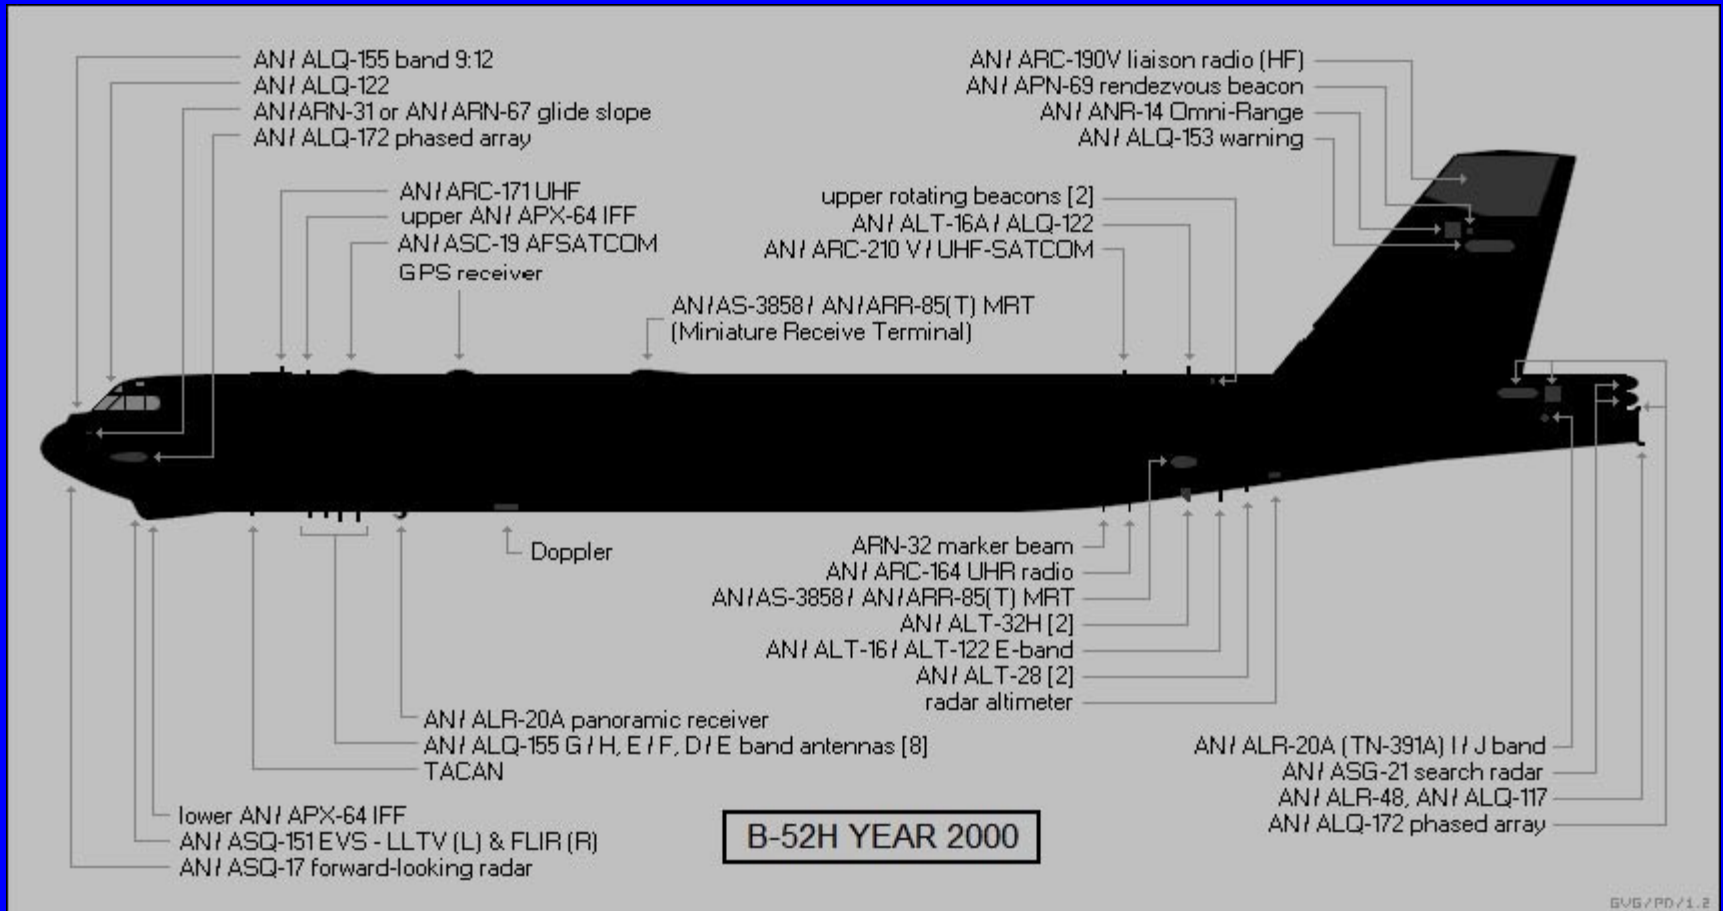 AN/ALQ-155 band 9:12
AN/ALQ-122
AN/ARN-31 or AN/ARN-67 glide slope
AN/ALQ-172 phased array
AN/ARC-171 UHF
upper AN/APX-64 IFF
AN/ASC-19 AFSATCOM
GPS receiver
AN/AS-3858/ AN/ARR-85(T) MRT
(Miniature Receive Terminal)
AN/ARC-190V liaison radio (HF)
AN/APN-69 rendezvous beacon
AN/ANR-14 Omni-Range
AN/ALQ-153 warning
upper rotating beacons [2]
AN/ALT-16A/ALQ-122
AN/ARC-210 V/UHF-SATCOM
Doppler
ARN-32 marker beam
AN/ARC-164 UHR radio
AN/AS-3858/ AN/ARR-85(T) MRT
AN/ALT-32H [2]
AN/ALT-16/ALT-122 E-band
AN/ALT-28 [2]
radar altimeter
AN/ALR-20A panoramic receiver
AN/ALQ-155 G/H, E/F, D/E band antennas [8]
TACAN
lower AN/APX-64 IFF
AN/ASQ-151 EVS - LLTV (L) & FLIR (R)
AN/ASQ-17 forward-looking radar
B-52H YEAR 2000
AN/ALR-20A (TN-391A) I/J band
AN/ASG-21 search radar
AN/ALR-48, AN/ALQ-117
AN/ALQ-172 phased array
GVG/PD/1.2